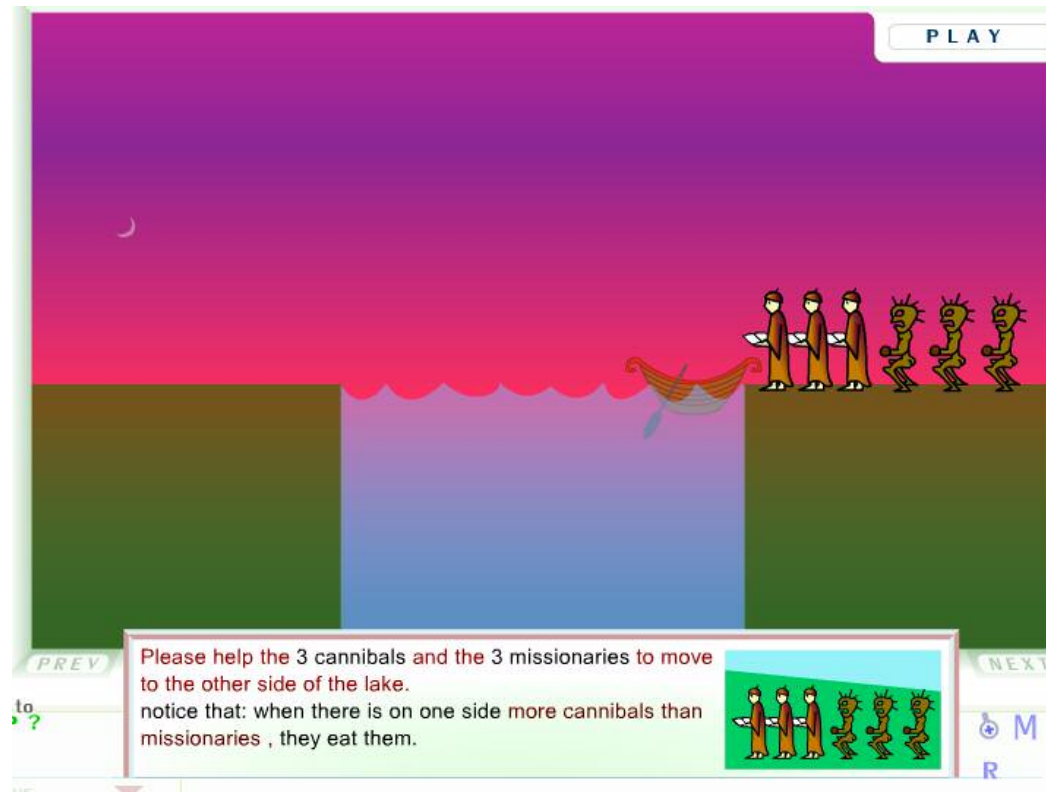 PLAY
PREV
Please help the 3 cannibals and the 3 missionaries to move
to the other side of the lake.
notice that: when there is on one side more cannibals than
missionaries , they eat them.
NEXT
to
?
M
R